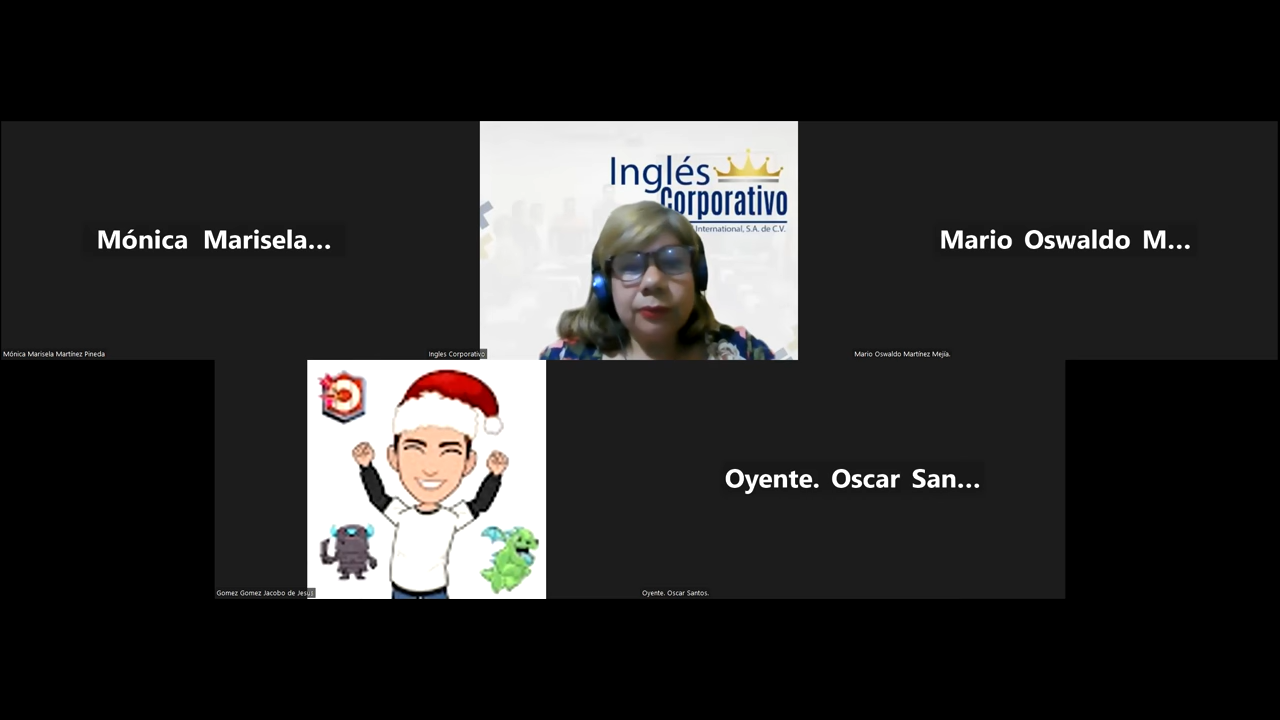 Mónica Marisela...
Inglés
Corporativo
International, S.A. de C.V.
Mario Oswaldo M...
Mónica Marisela Martínez Pineda
Ingles Corporativo
Mario Oswaldo Martínez Mejía.
Oyente. Oscar San...
Gomez Gomez Jacobo de Jesús
Oyente. Oscar Santos.